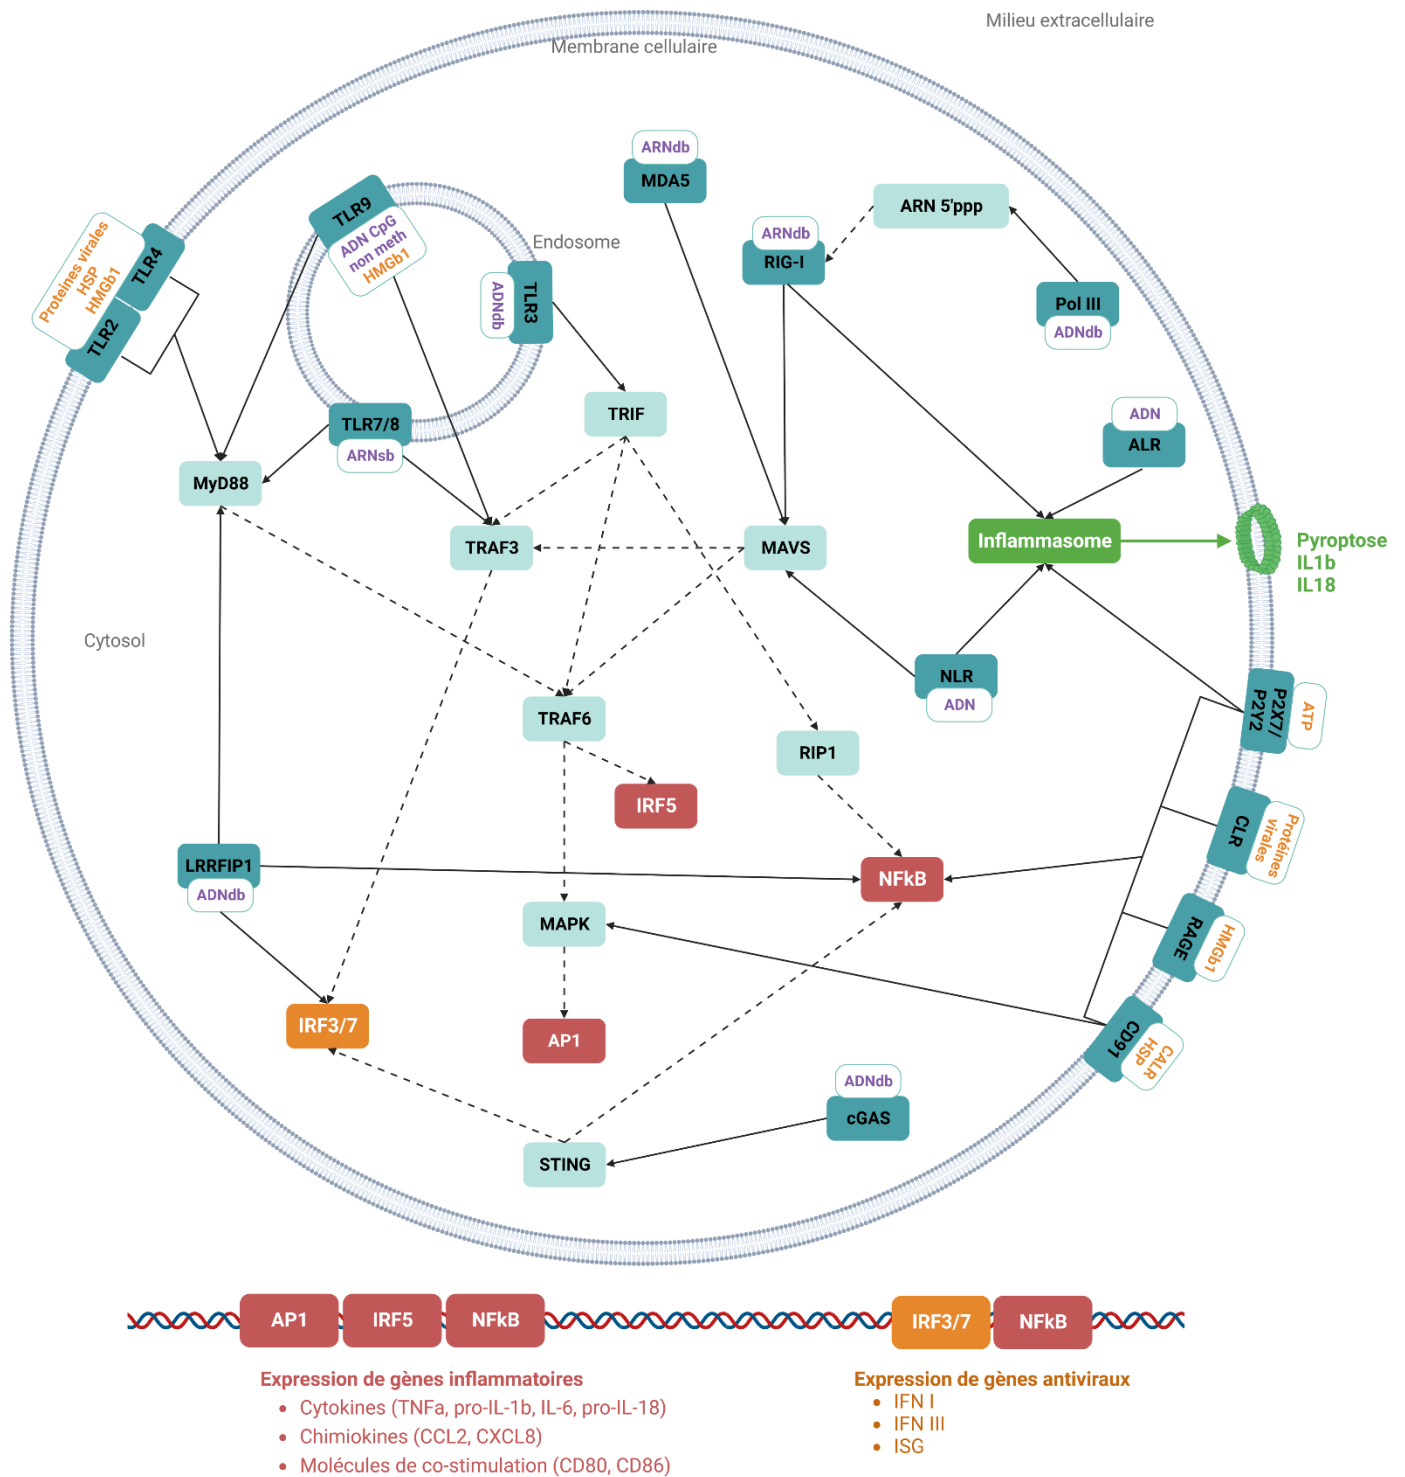 Milieu extracellulaire
Membrane cellulaire
ARNdb
MDA5
ARN 5'ppp
TLR9
ADN CpG
non meth
HMGb1
Endosome
ARNdb
RIG-I
Proteines virales
HSP
HMGb1
TLR4
TLR2
ADNdb
TLR3
Pol III
ADNdb
TRIF
TLR7/8
ARNsb
ADN
ALR
MyD88
TRAF3
MAVS
Inflammasome
Pyroptose
IL1b
IL18
Cytosol
NLR
ADN
P2X7/
P2Y2
ATP
TRAF6
RIP1
IRF5
CLR
Protéines
virales
LRRFIP1
ADNdb
NFkB
MAPK
RAGE
HMGb1
IRF3/7
AP1
CD91
CALR
HSP
ADNdb
cGAS
STING
AP1
IRF5
NFkB
IRF3/7
NFkB
Expression de gènes inflammatoires
• Cytokines (TNFa, pro-IL-1b, IL-6, pro-IL-18)
• Chimiokines (CCL2, CXCL8)
• Molécules de co-stimulation (CD80, CD86)
Expression de gènes antiviraux
• IFN I
• IFN III
• ISG